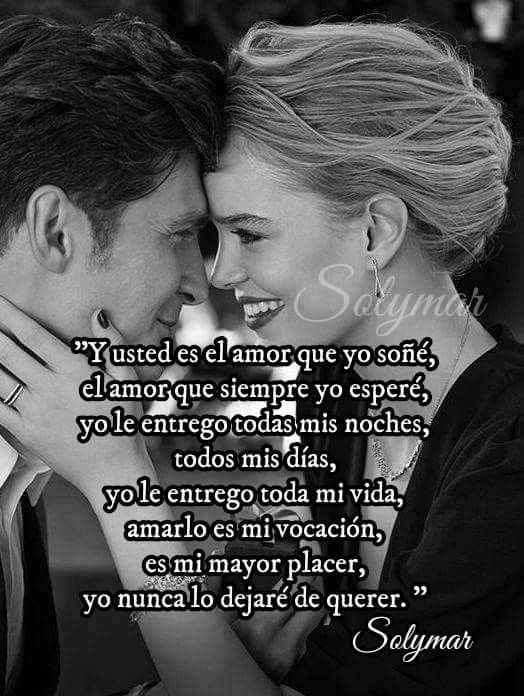 Solymar
"Y usted es el amor que yo soñé,
el amor que siempre yo esperé,
yo le entrego todas mis noches,
todos mis días,
yo le entrego toda mi vida,
amarlo es mi vocación,
es mi mayor placer,
yo nunca lo dejaré de querer. "
Solymar